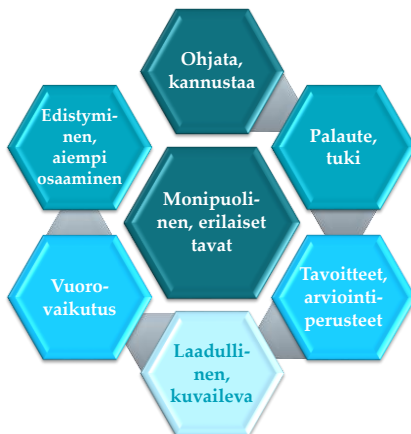 Ohjata,
kannustaa
Palaute,
tuki
Tavoitteet,
arviointi-
perusteet
Laadulli-
nen,
kuvaileva
Vuoro-
vaikutus
Edistymi-
nen,
aiempi
osaaminen
Monipuoli-
nen, erilaiset
tavat